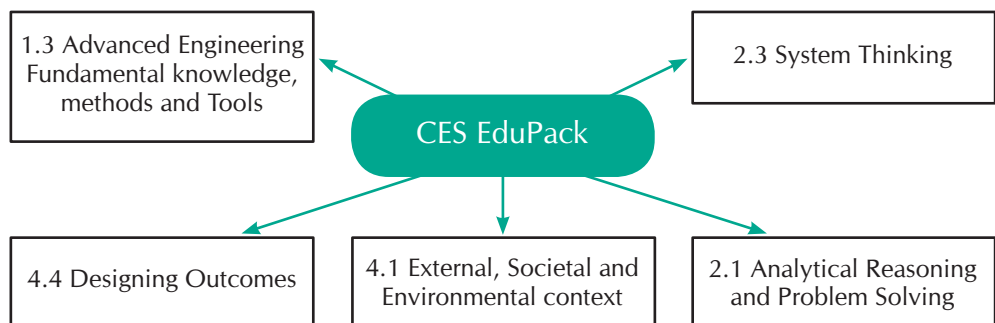 1.3 Advanced Engineering
Fundamental knowledge,
methods and Tools
2.3 System Thinking
CES EduPack
4.4 Designing Outcomes
4.1 External, Societal and
Environmental context
2.1 Analytical Reasoning
and Problem Solving